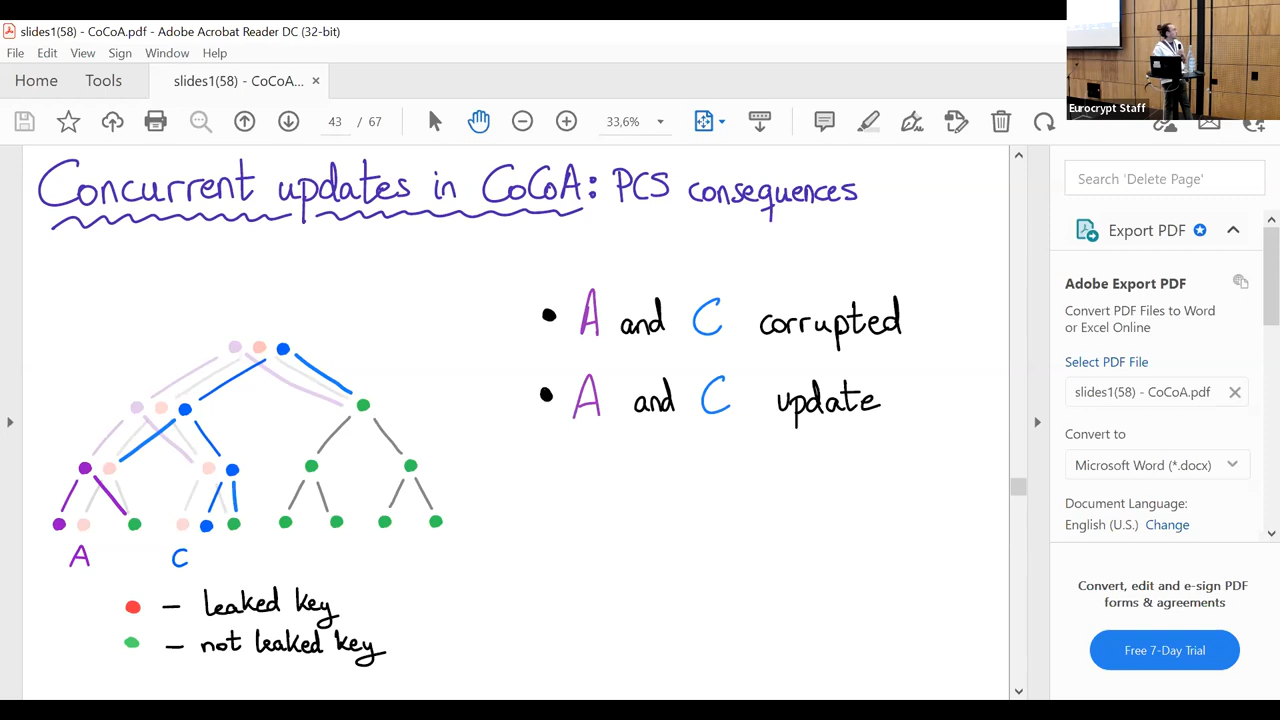 slides1(58) - CoCoA.pdf - Adobe Acrobat Reader DC (32-bit)
File Edit View Sign Window Help
Home Tools slides1(58) - CoCoA... ×
43 / 67 33,6%
Eurocrypt Staff
Concurrent updates in CoCoA: PCS consequences
• A and C corrupted
• A and C update
A C
– leaked key
– not leaked key
Search 'Delete Page'
Export PDF
Adobe Export PDF
Convert PDF Files to Word
or Excel Online
Select PDF File
slides1(58) - CoCoA.pdf
Convert to
Microsoft Word (*.docx)
Document Language:
English (U.S.) Change
Convert, edit and e-sign PDF
forms & agreements
Free 7-Day Trial